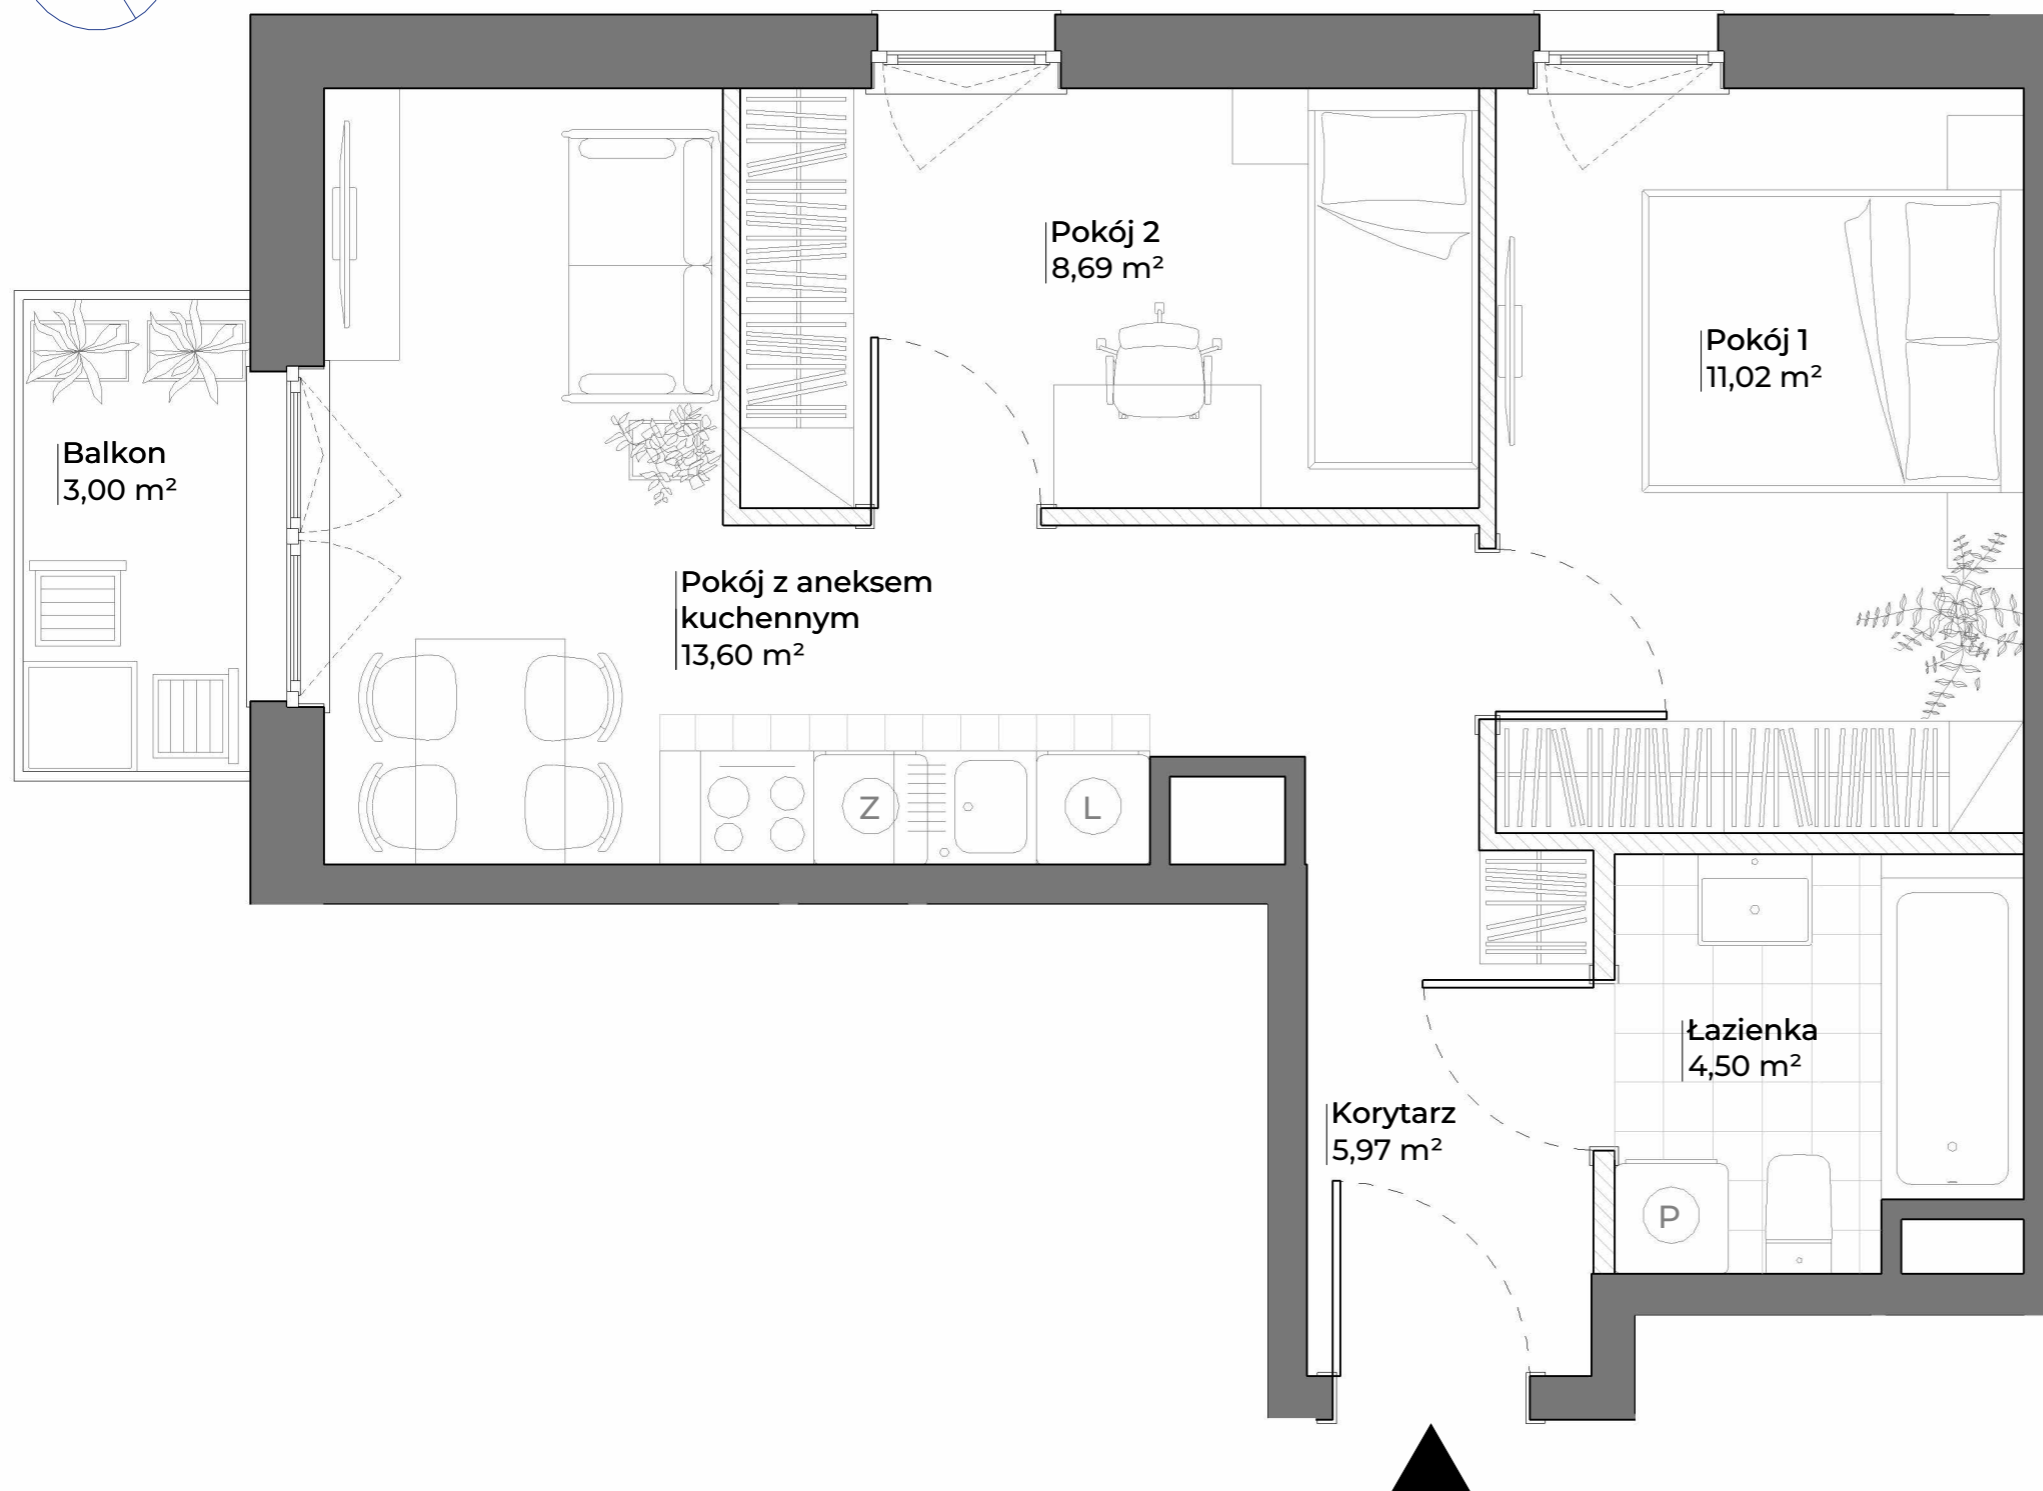 Pokój 2
8,69 m²
Pokój 1
11,02 m²
Balkon
3,00 m²
Pokój z aneksem
kuchennym
13,60 m²
Z
L
Łazienka
4,50 m²
Korytarz
5,97 m²
P